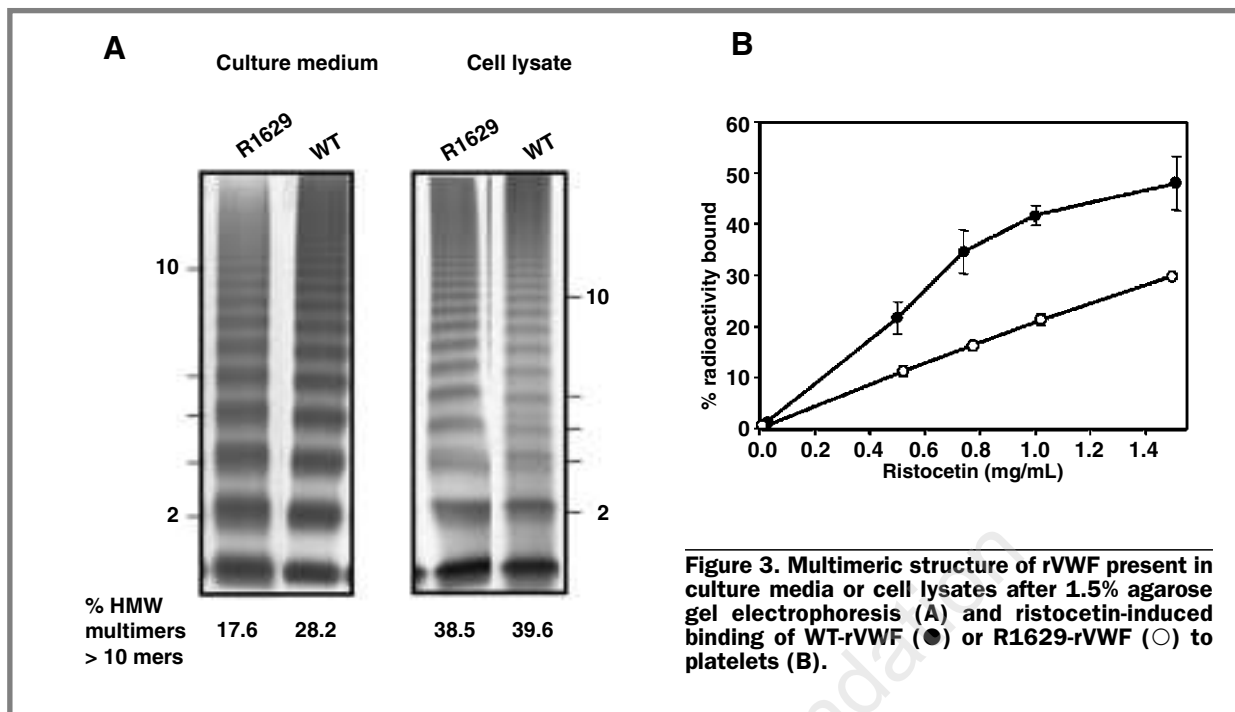 A
Culture medium
Cell lysate
R1629
WT
R1629
WT
10
2
10
2
% HMW
multimers
> 10 mers
17.6
28.2
38.5
39.6
B
% radioactivity bound
60
50
40
30
20
10
0
0.0
0.2
0.4
0.6
0.8
1.0
1.2
1.4
Ristocetin (mg/mL)
Figure 3. Multimeric structure of rVWF present in
culture media or cell lysates after 1.5% agarose
gel electrophoresis (A) and ristocetin-induced
binding of WT-rVWF (●) or R1629-rVWF (○) to
platelets (B).
ndation